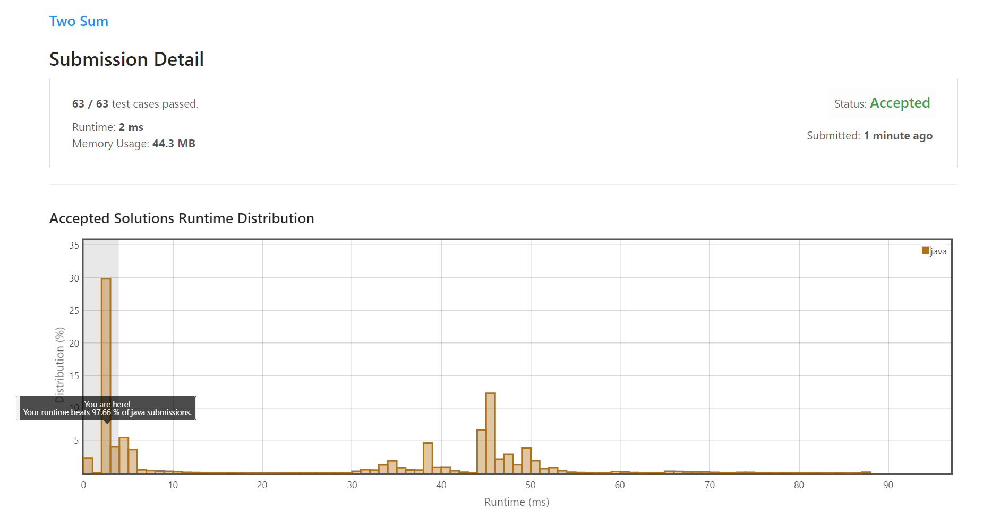 Two Sum
Submission Detail
63 / 63 test cases passed.
Status: Accepted
Runtime: 2 ms
Submitted: 1 minute ago
Memory Usage: 44.3 MB
Accepted Solutions Runtime Distribution
java
35
30
25
20
15
10
5
Distribution (%)
You are here!
Your runtime beats 97.66 % of java submissions.
0 10 20 30 40 50 60 70 80 90
Runtime (ms)